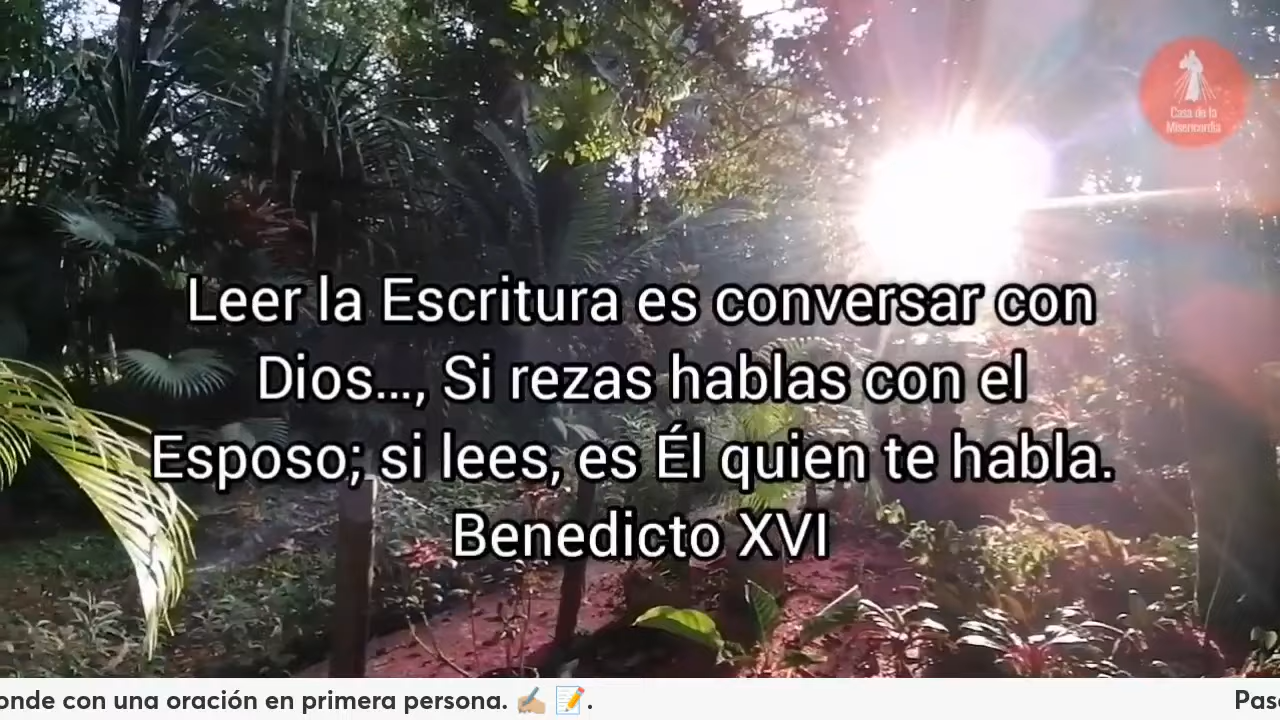 Casa de la
Misericordia
Leer la Escritura es conversar con
Dios..., Si rezas hablas con el
Esposo; si lees, es Él quien te habla.
Benedicto XVI
onde con una oración en primera persona. ✍🏼 📝. Pas